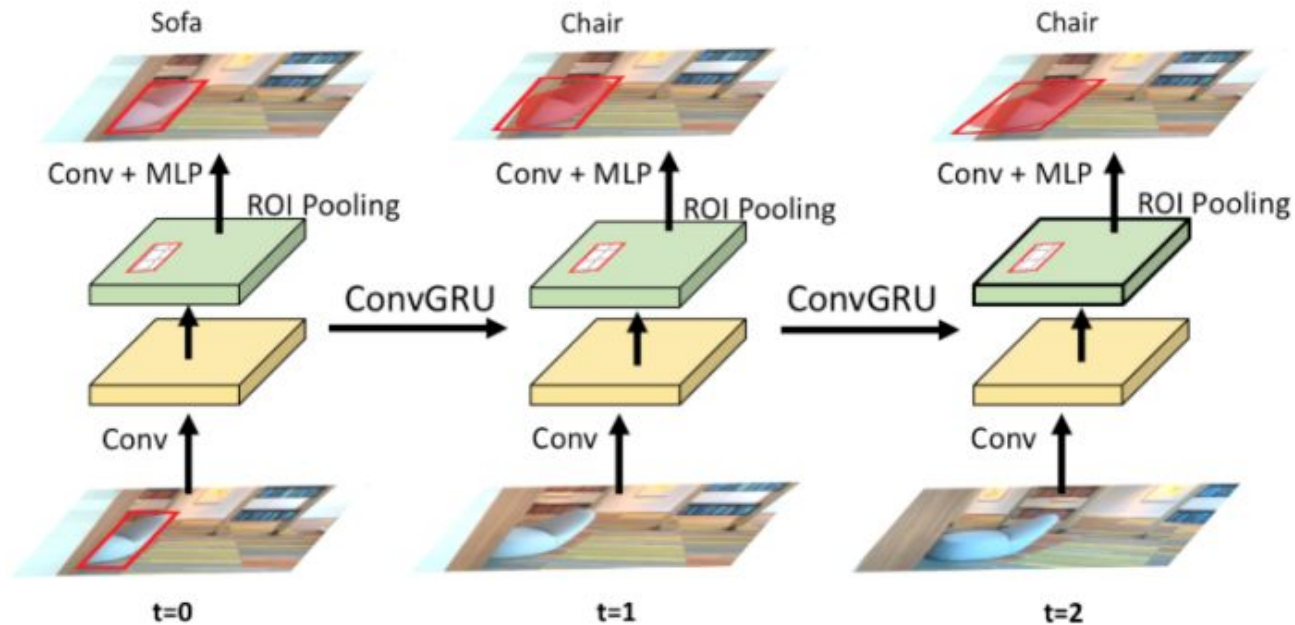 Sofa
Chair
Chair
Conv + MLP
ROI Pooling
Conv + MLP
ROI Pooling
Conv + MLP
ROI Pooling
ConvGRU
ConvGRU
Conv
Conv
Conv
t=0
t=1
t=2